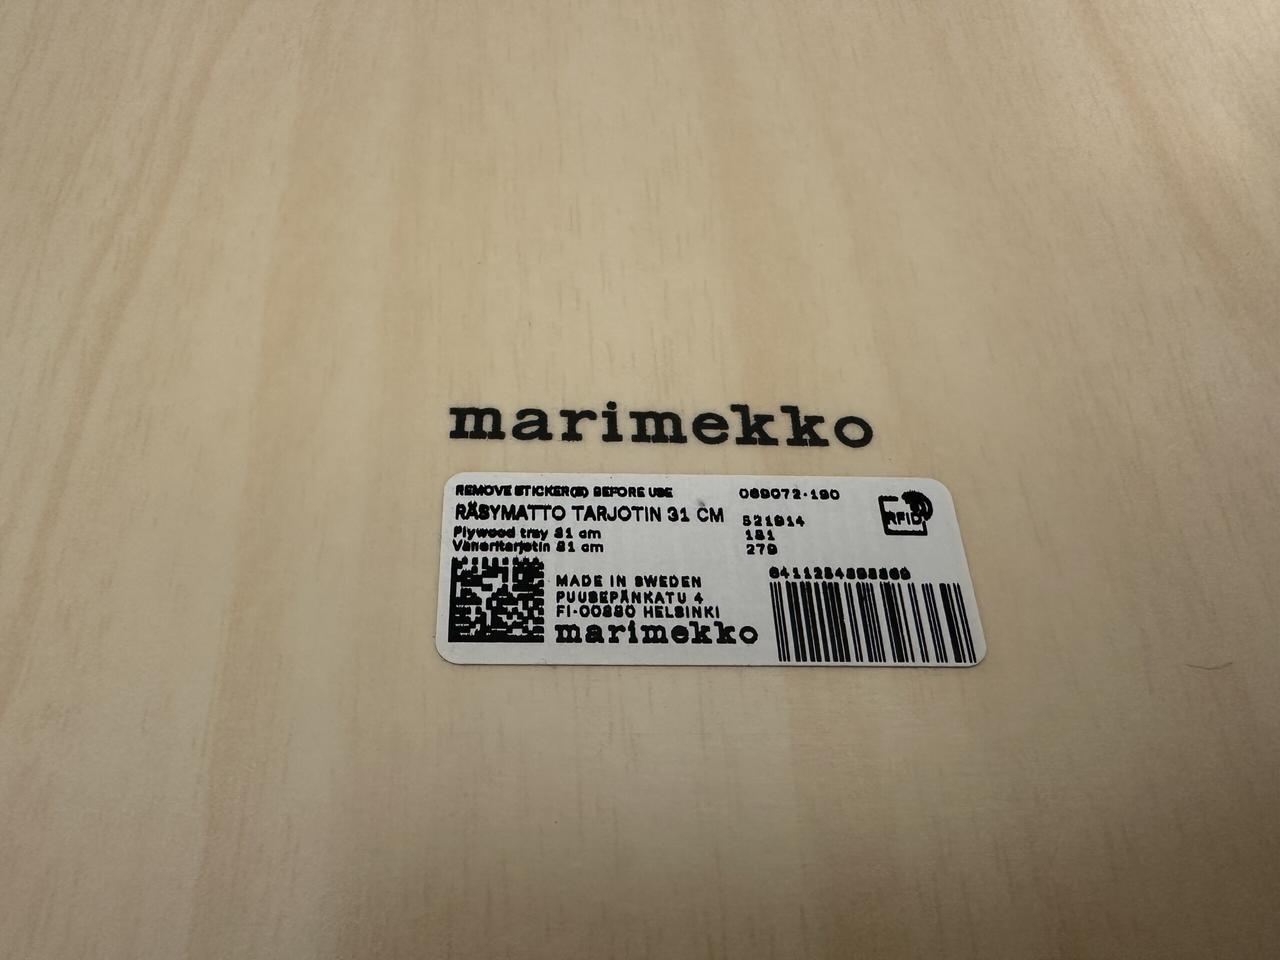 marimekko
REMOVE STICKER(S) BEFORE USE
069072-190
RÄSYMATTO TARJOTIN 31 CM
521914
RFID
Plywood tray 31 cm
191
Vaneritarjotin 31 cm
279
MADE IN SWEDEN
PUUSEPÄNKATU 4
FI-00880 HELSINKI
marimekko